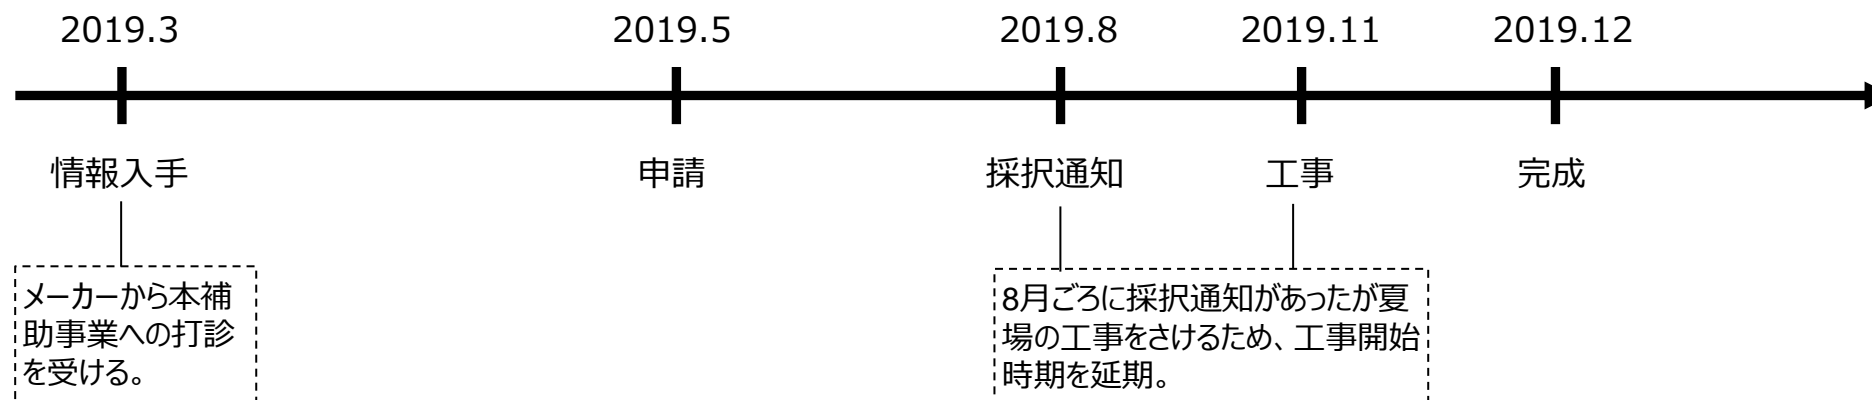 2019.3
2019.5
2019.8
2019.11
2019.12
情報入手
申請
採択通知
工事
完成
メーカーから本補
助事業への打診
を受ける。
8月ごろに採択通知があったが夏
場の工事をさけるため、工事開始
時期を延期。